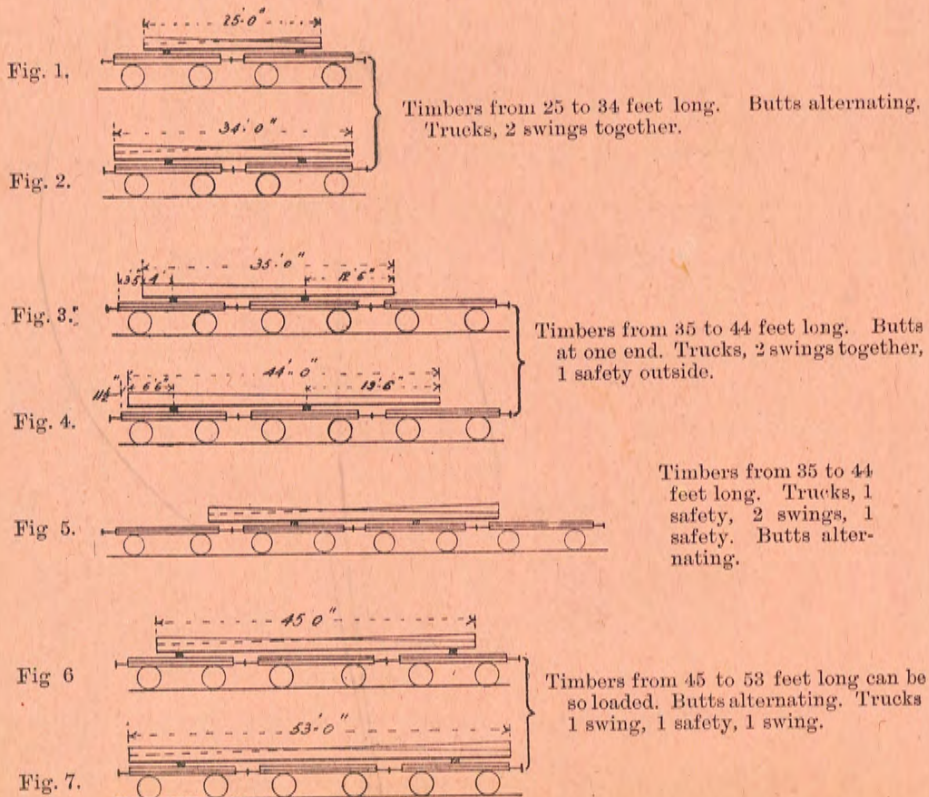 25'·0"
Fig. 1.
34'·0"
Fig. 2.
Timbers from 25 to 34 feet long. Butts alternating.
Trucks, 2 swings together.
35'·0"
12'6"
Fig. 3."
44'-0"
11½"
6'6"
19'·6"
Fig. 4.
Timbers from 35 to 44 feet long. Butts
at one end. Trucks, 2 swings together,
1 safety outside.
Fig 5.
Timbers from 35 to 44
feet long. Trucks, 1
safety, 2 swings, 1
safety. Butts alter-
nating.
45'0"
Fig 6
53'·0"
Fig. 7.
Timbers from 45 to 53 feet long can be
so loaded. Butts alternating. Trucks
1 swing, 1 safety, 1 swing.